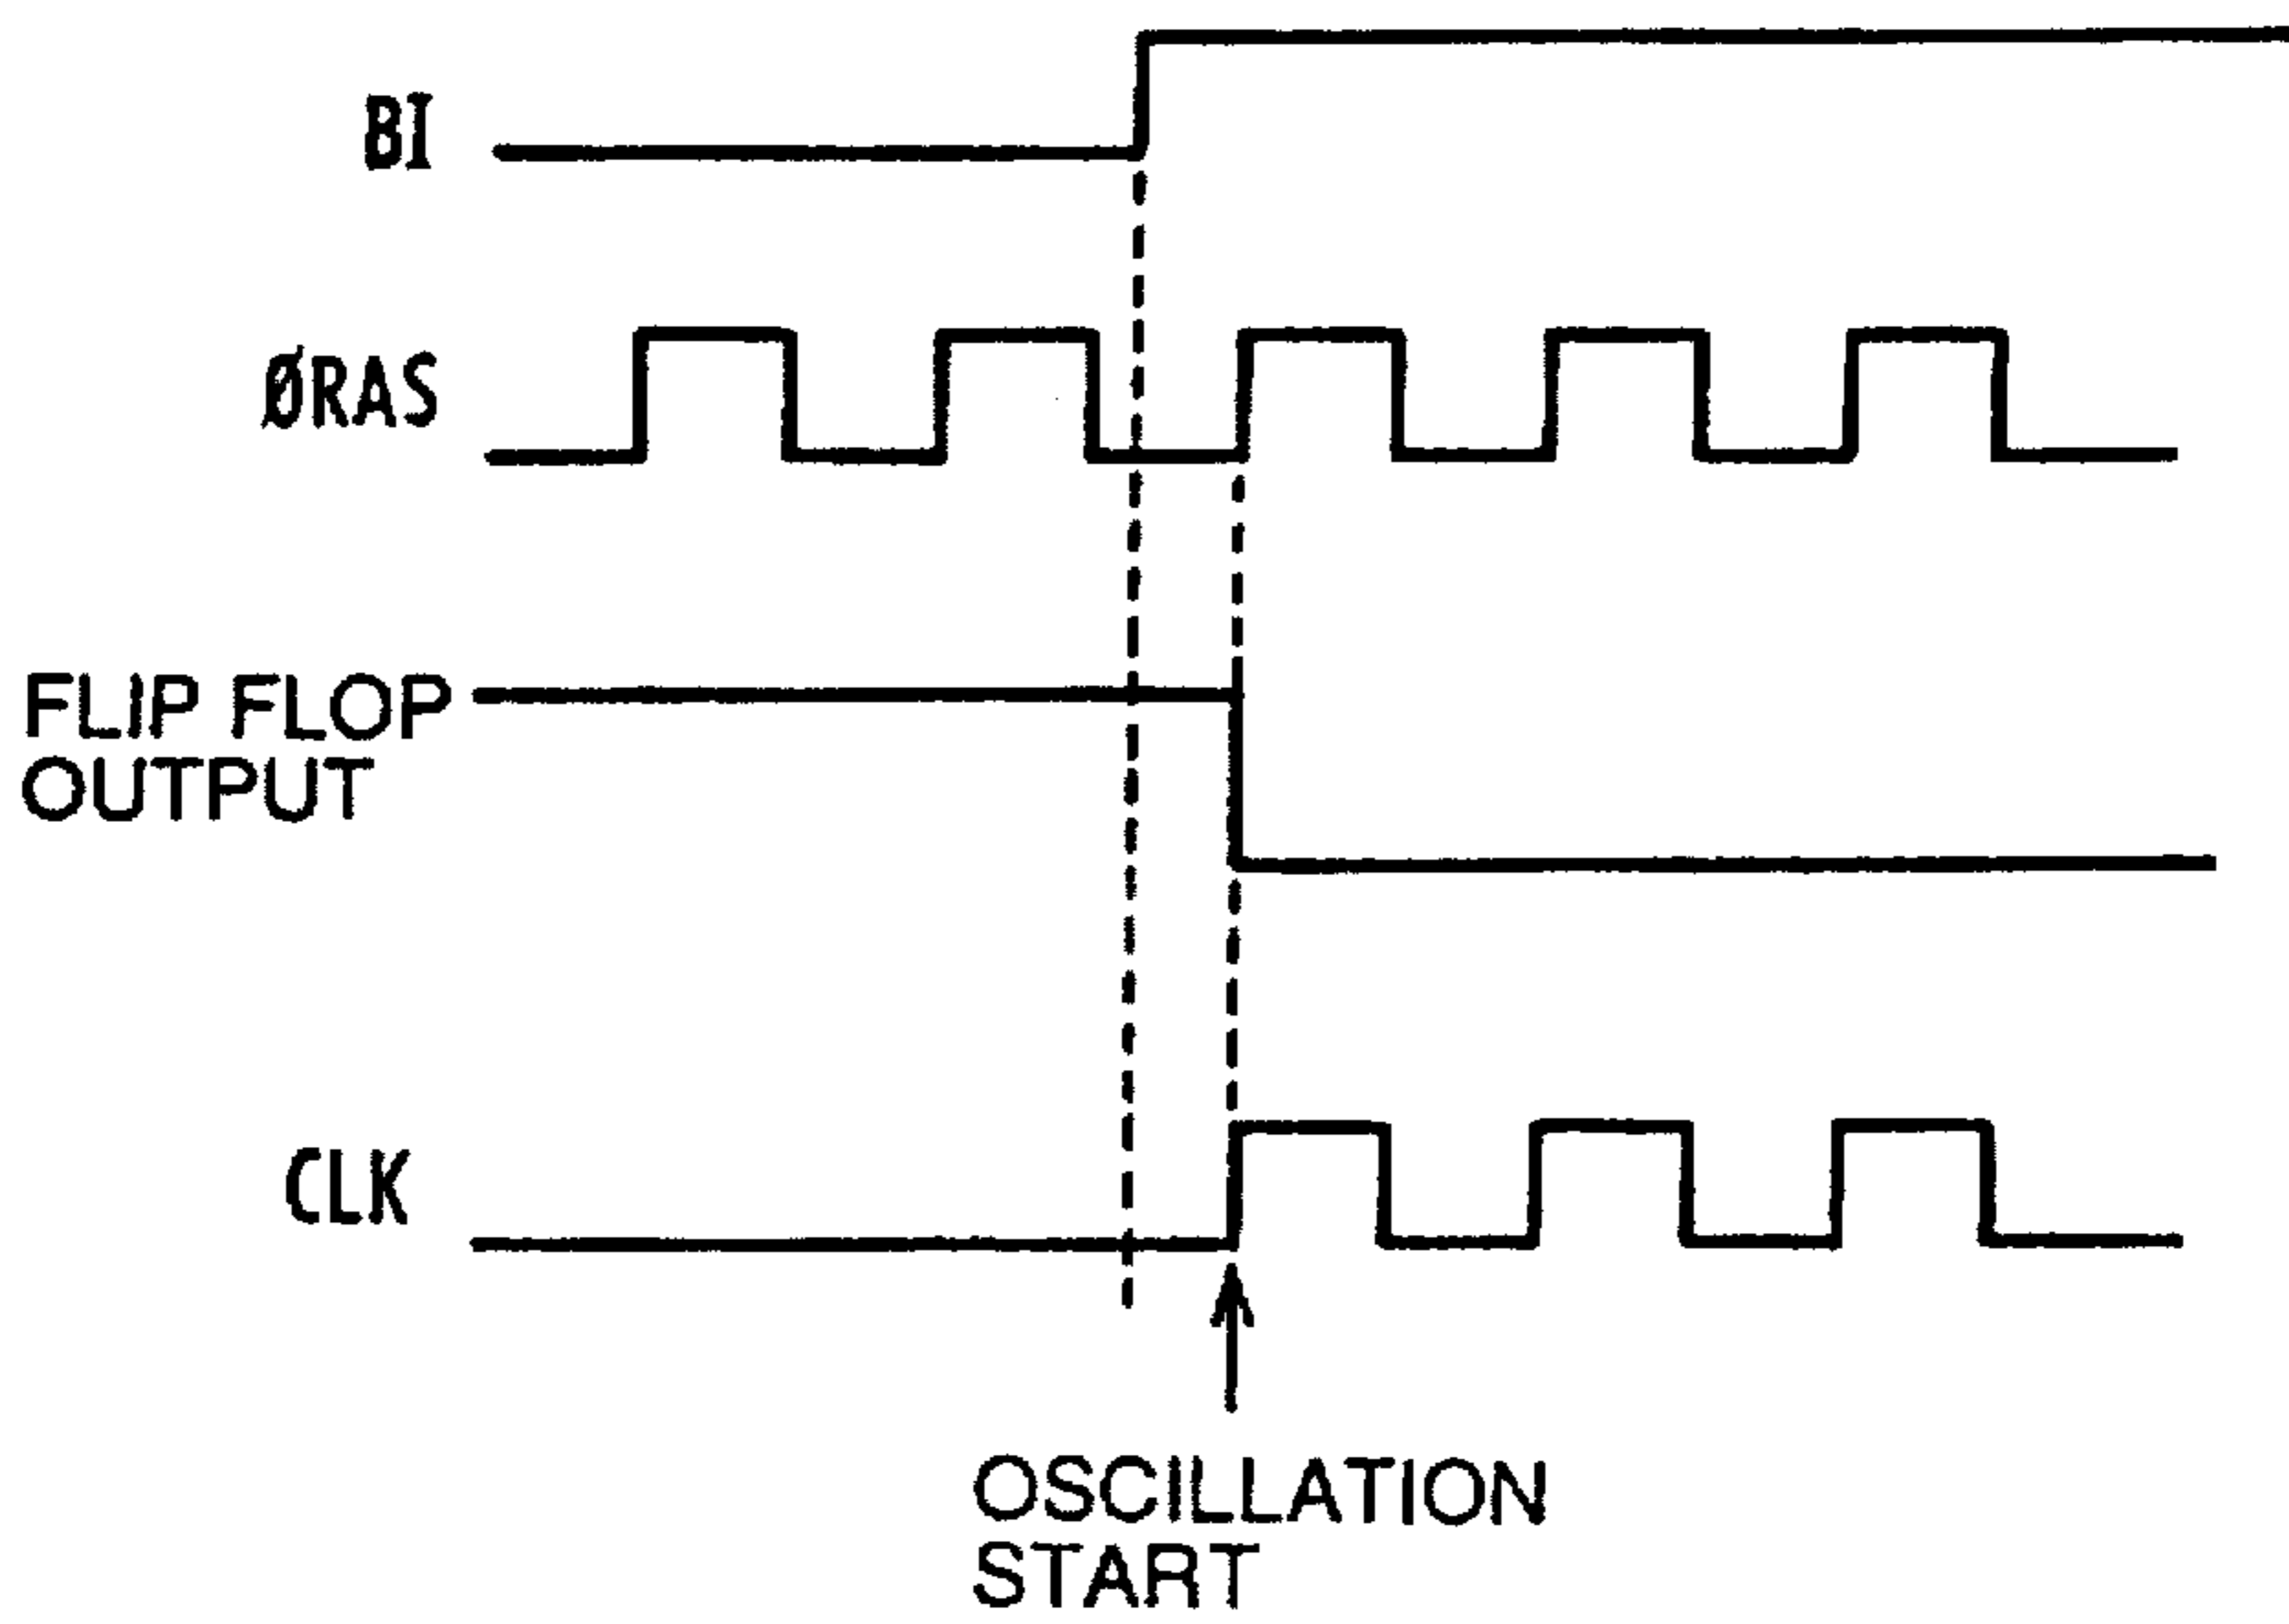 BI
ØRAS
FLIP FLOP
OUTPUT
CLK
OSCILLATION
START